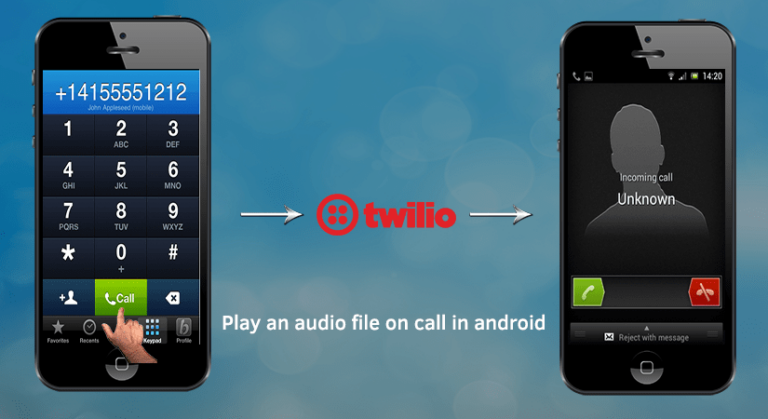 +14155551212
John Appleseed (mobile)
1 2 3
ABC DEF
4 5 6
GHI JKL MNO
7 8 9
PQRS TUV WXYZ
* 0 #
+
+ Call
Favorites Recents Keypad Profile
twilio
Play an audio file on call in android
14:20
Incoming call
Unknown
Reject with message